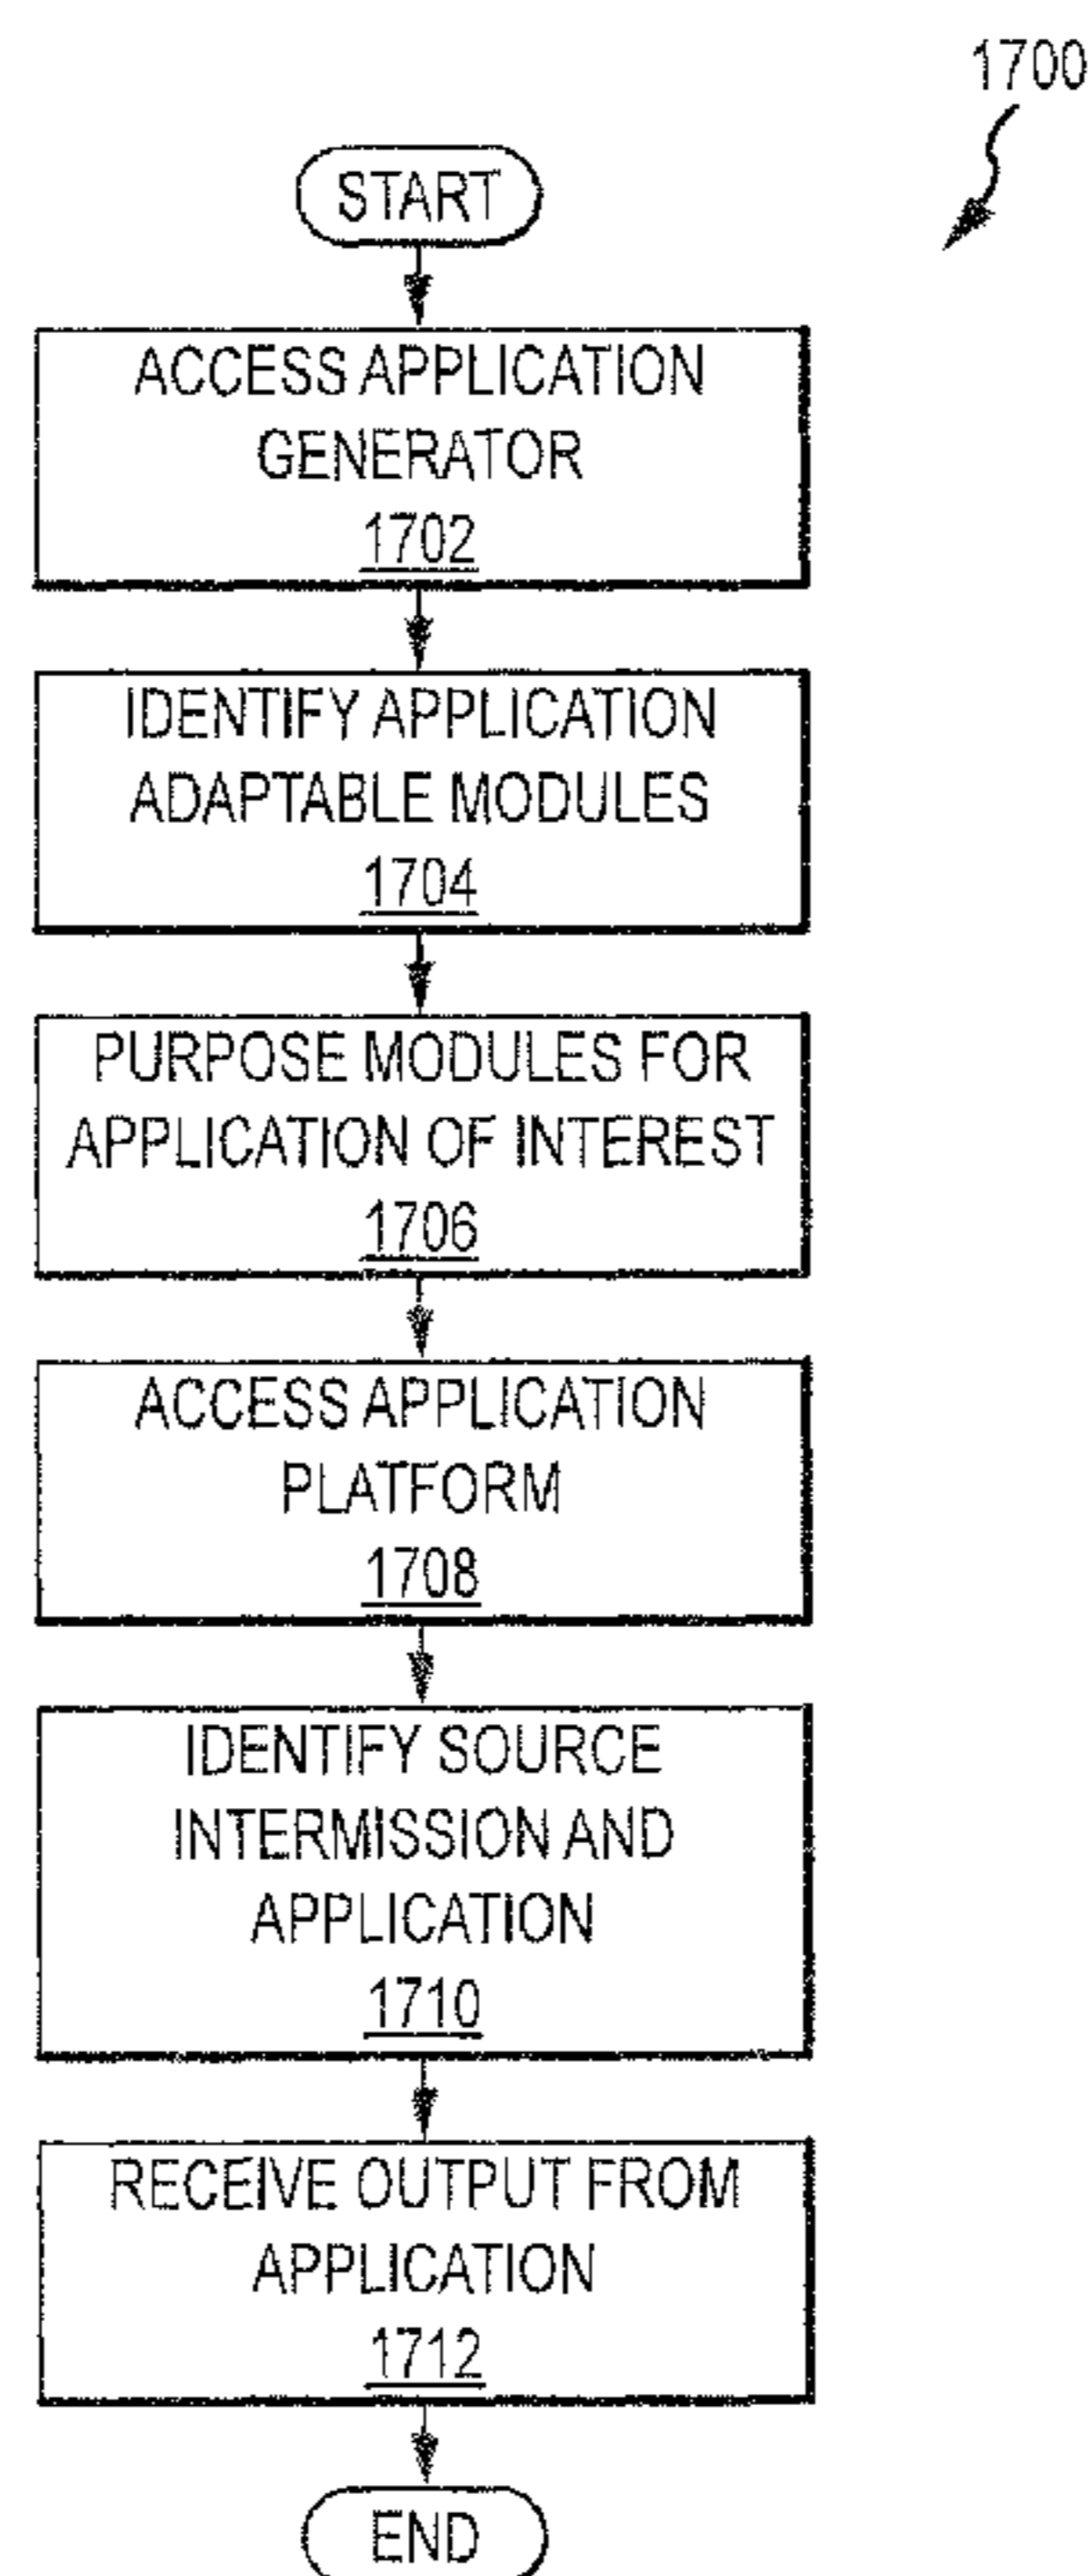 1700
START
ACCESS APPLICATION
GENERATOR
1702
IDENTIFY APPLICATION
ADAPTABLE MODULES
1704
PURPOSE MODULES FOR
APPLICATION OF INTEREST
1706
ACCESS APPLICATION
PLATFORM
1708
IDENTIFY SOURCE
INTERMISSION AND
APPLICATION
1710
RECEIVE OUTPUT FROM
APPLICATION
1712
END